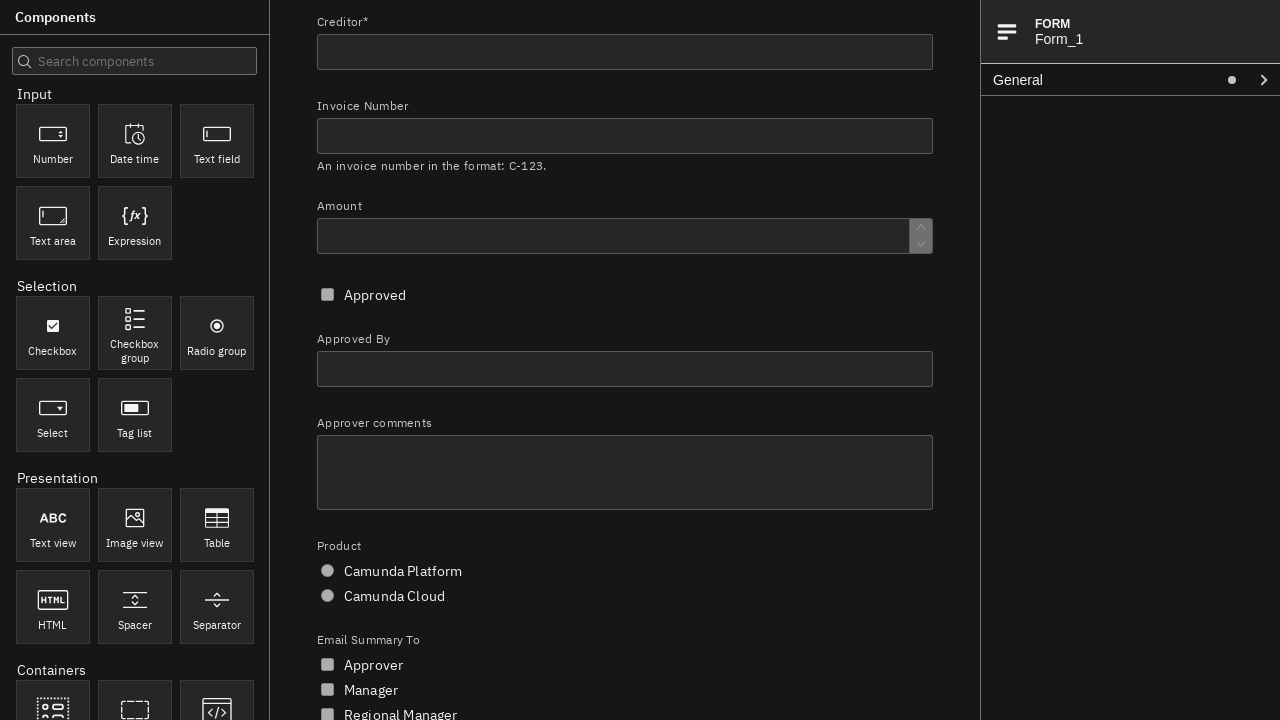 Components
Search components
Input
Number
Date time
Text field
Text area
Expression
Selection
Checkbox
Checkbox
group
Radio group
Select
Tag list
Presentation
ABC
Text view
Image view
Table
HTML
HTML
Spacer
Separator
Containers
Creditor*
Invoice Number
An invoice number in the format: C-123.
Amount
Approved
Approved By
Approver comments
Product
Camunda Platform
Camunda Cloud
Email Summary To
Approver
Manager
Regional Manager
FORM
Form_1
General